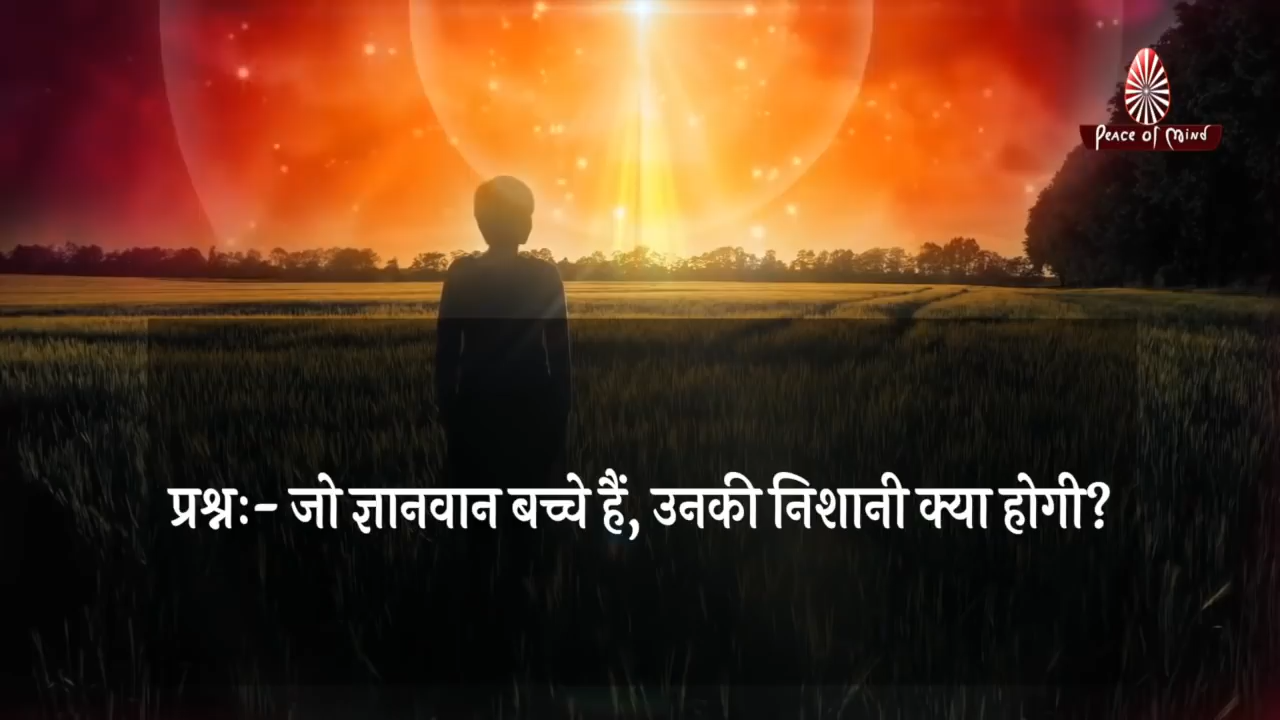 Peace of Mind
प्रश्न:- जो ज्ञानवान बच्चे हैं, उनकी निशानी क्या होगी?